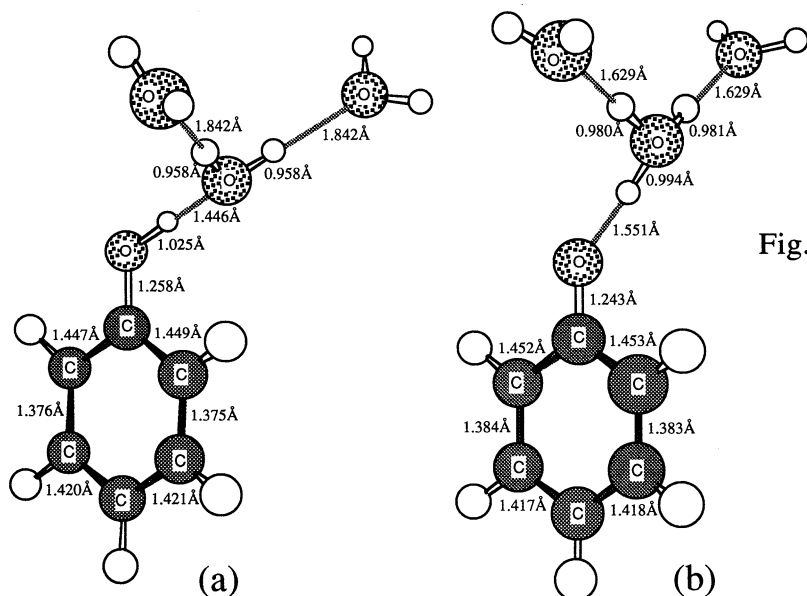 O
O
1.842Å
1.842Å
0.958Å
O
0.958Å
1.446Å
O
1.025Å
1.258Å
C
1.447Å
1.449Å
C
C
1.376Å
1.375Å
C
C
1.420Å
C
1.421Å
(a)
O
O
1.629Å
1.629Å
0.980Å
O
0.981Å
0.994Å
1.551Å
O
1.243Å
C
1.452Å
1.453Å
C
C
1.384Å
1.383Å
C
C
1.417Å
C
1.418Å
(b)
Fig.